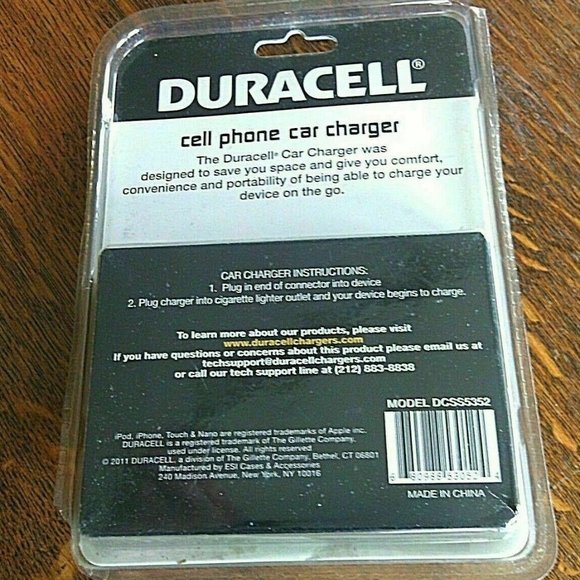 DURACELL®
cell phone car charger
The Duracell® Car Charger was
designed to save you space and give you comfort,
convenience and portability of being able to charge your
device on the go.
CAR CHARGER INSTRUCTIONS:
1. Plug in end of connector into device
2. Plug charger into cigarette lighter outlet and your device begins to charge.
To learn more about our products, please visit
www.duracellchargers.com
If you have questions or concerns about this product please email us at
techsupport@duracellchargers.com
or call our tech support line at (212) 883-8838
MODEL DCSS5352
iPod, iPhone, Touch & Nano are registered trademarks of Apple inc.
DURACELL is a registered trademark of The Gillette Company,
used under license. All rights reserved
© 2011 DURACELL, a division of The Gillette Company, Bethel, CT 06801
Manufactured by ESI Cases & Accessories
240 Madison Avenue, New York, NY 10016
MADE IN CHINA